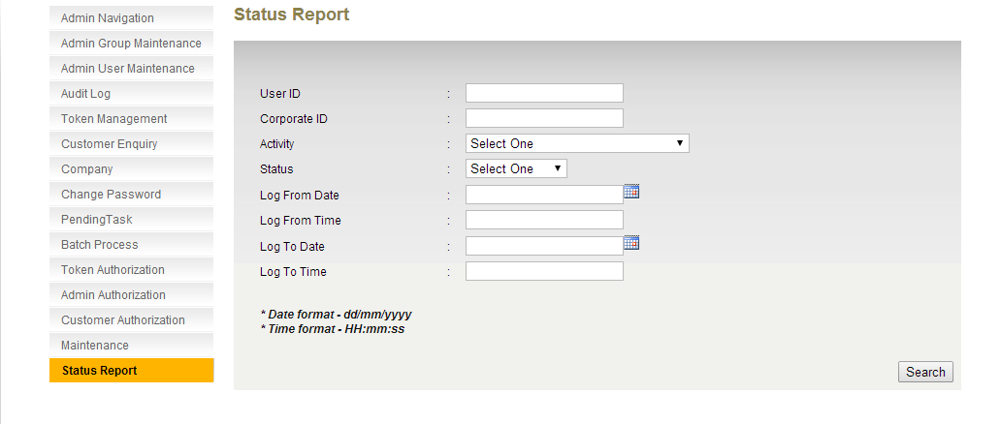 Admin Navigation
Admin Group Maintenance
Admin User Maintenance
Audit Log
Token Management
Customer Enquiry
Company
Change Password
PendingTask
Batch Process
Token Authorization
Admin Authorization
Customer Authorization
Maintenance
Status Report
Status Report
User ID :
Corporate ID :
Activity : Select One
Status : Select One
Log From Date :
Log From Time :
Log To Date :
Log To Time :
* Date format - dd/mm/yyyy
* Time format - HH:mm:ss
Search